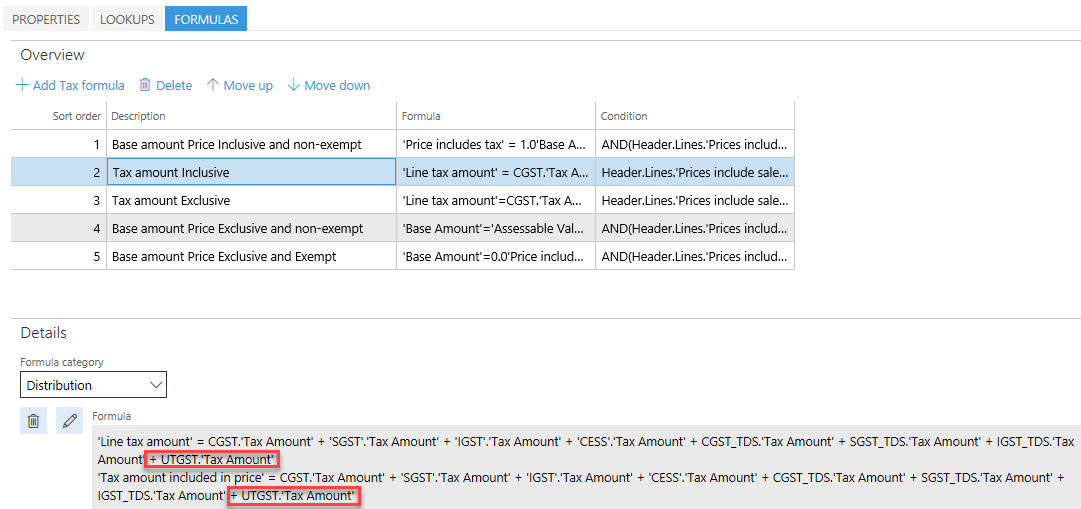 PROPERTIES LOOKUPS FORMULAS
Overview
Add Tax formula Delete Move up Move down
Sort order Description Formula Condition
1 Base amount Price Inclusive and non-exempt 'Price includes tax' = 1.0'Base A... AND(Header.Lines.'Prices includ...
2 Tax amount Inclusive 'Line tax amount' = CGST.'Tax A... Header.Lines.'Prices include sale...
3 Tax amount Exclusive 'Line tax amount'=CGST.'Tax A... Header.Lines.'Prices include sale...
4 Base amount Price Exclusive and non-exempt 'Base Amount'='Assessable Val... AND(Header.Lines.'Prices includ...
5 Base amount Price Exclusive and Exempt 'Base Amount'=0.0'Price includ... AND(Header.Lines.'Prices includ...
Details
Formula category
Distribution
Formula
'Line tax amount' = CGST.'Tax Amount' + 'SGST'.'Tax Amount' + 'IGST'.'Tax Amount' + 'CESS'.'Tax Amount' + CGST_TDS.'Tax Amount' + SGST_TDS.'Tax Amount' + IGST_TDS.'Tax
Amount' + UTGST.'Tax Amount'
'Tax amount included in price' = CGST.'Tax Amount' + 'SGST'.'Tax Amount' + 'IGST'.'Tax Amount' + 'CESS'.'Tax Amount' + CGST_TDS.'Tax Amount' + SGST_TDS.'Tax Amount' +
IGST_TDS.'Tax Amount' + UTGST.'Tax Amount'